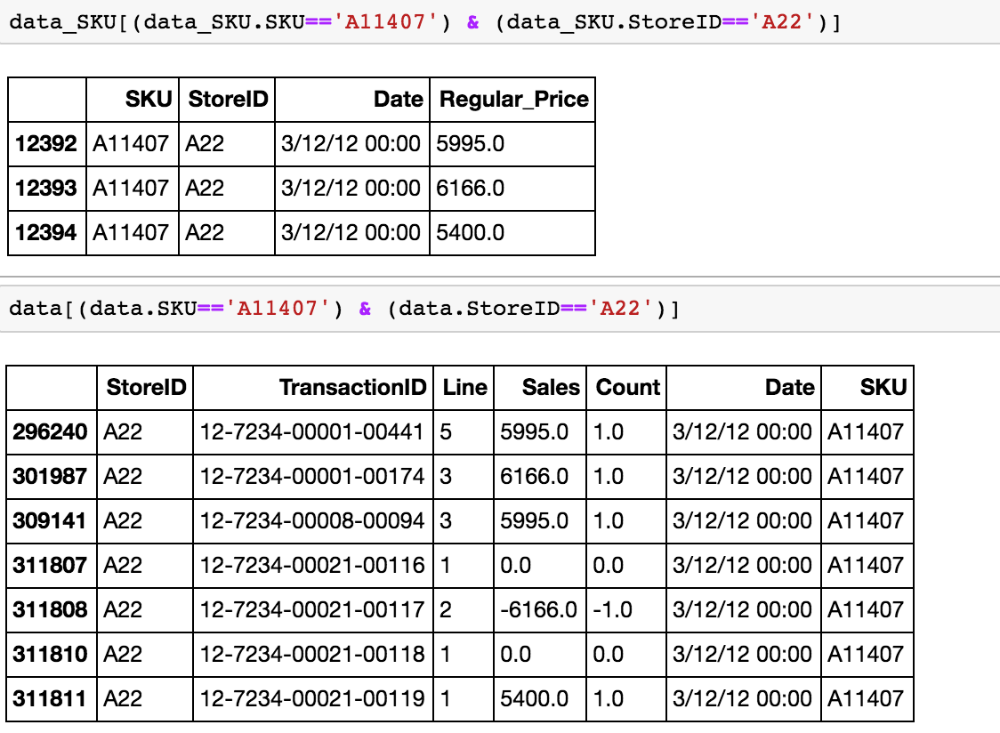 data_SKU[(data_SKU.SKU=='A11407') & (data_SKU.StoreID=='A22')]
SKU StoreID Date Regular_Price
12392 A11407 A22 3/12/12 00:00 5995.0
12393 A11407 A22 3/12/12 00:00 6166.0
12394 A11407 A22 3/12/12 00:00 5400.0
data[(data.SKU=='A11407') & (data.StoreID=='A22')]
StoreID TransactionID Line Sales Count Date SKU
296240 A22 12-7234-00001-00441 5 5995.0 1.0 3/12/12 00:00 A11407
301987 A22 12-7234-00001-00174 3 6166.0 1.0 3/12/12 00:00 A11407
309141 A22 12-7234-00008-00094 3 5995.0 1.0 3/12/12 00:00 A11407
311807 A22 12-7234-00021-00116 1 0.0 0.0 3/12/12 00:00 A11407
311808 A22 12-7234-00021-00117 2 -6166.0 -1.0 3/12/12 00:00 A11407
311810 A22 12-7234-00021-00118 1 0.0 0.0 3/12/12 00:00 A11407
311811 A22 12-7234-00021-00119 1 5400.0 1.0 3/12/12 00:00 A11407